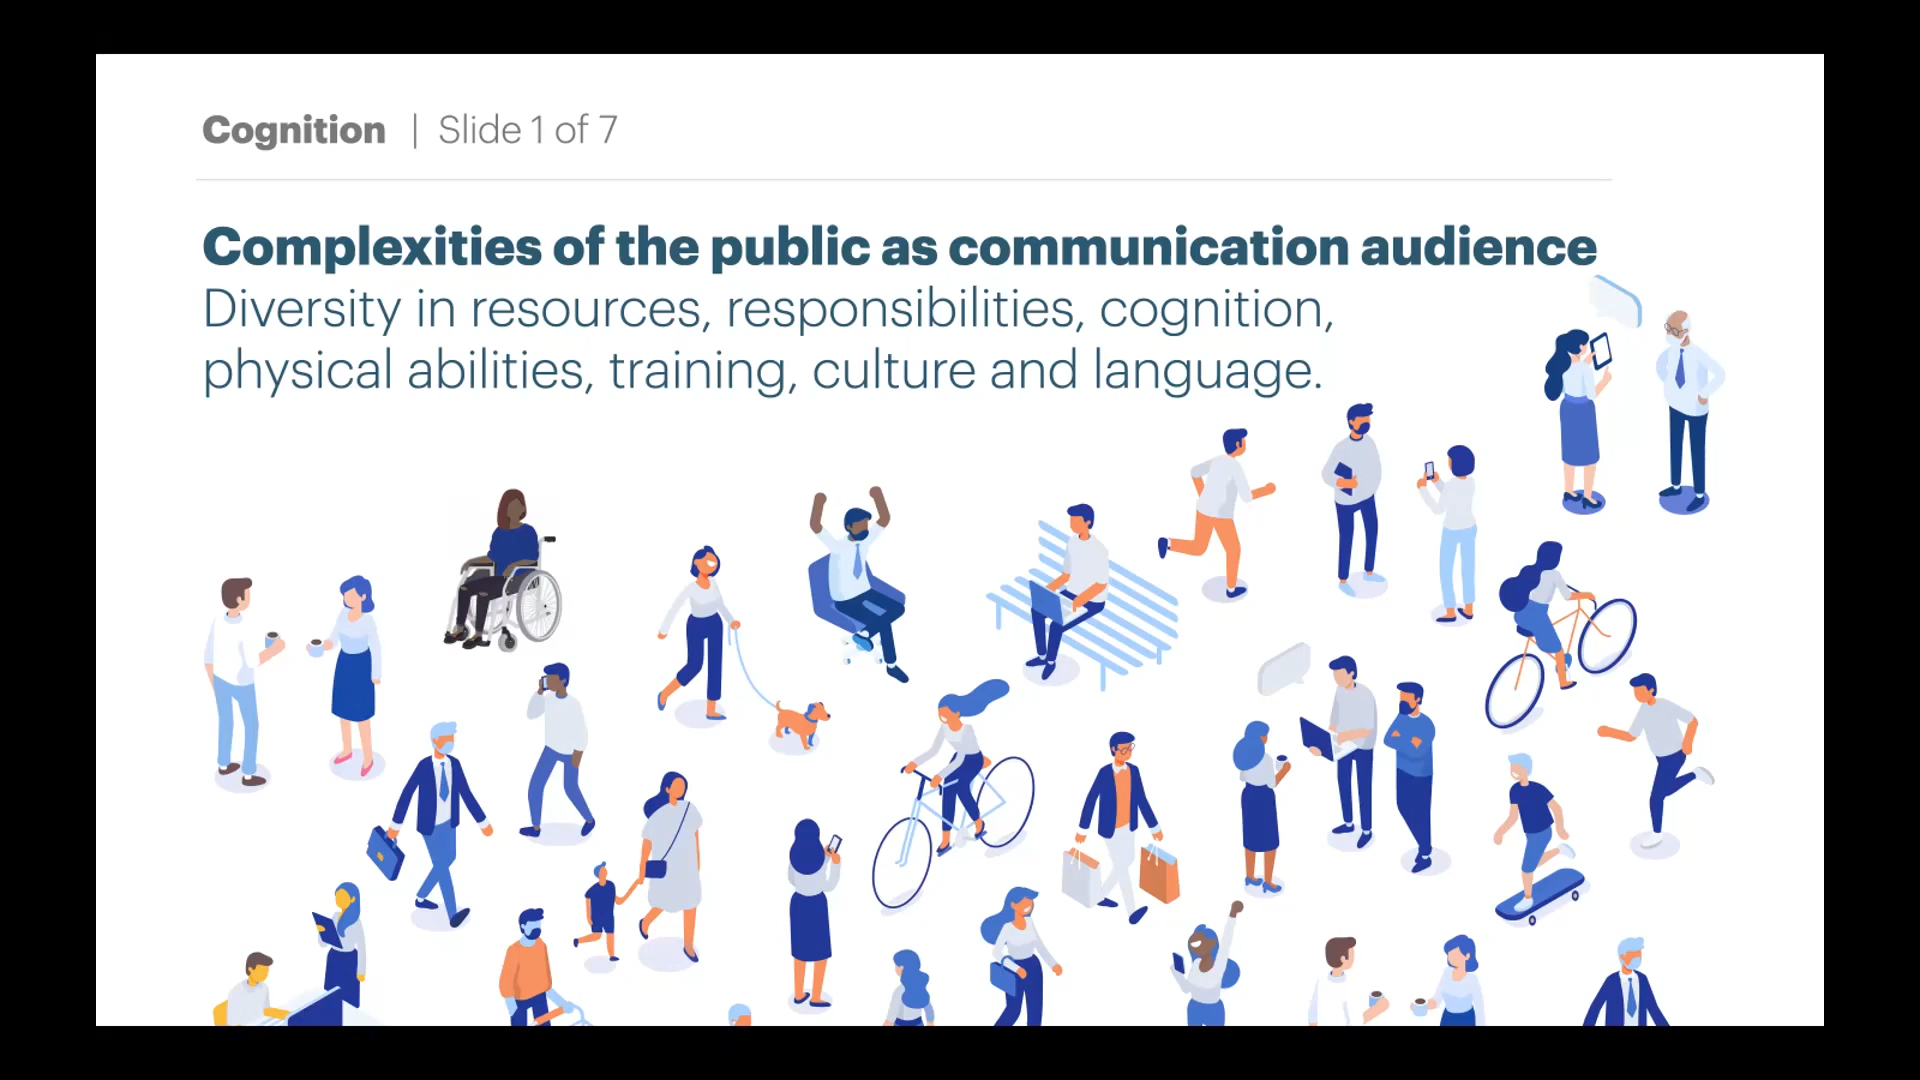 Cognition | Slide 1 of 7
Complexities of the public as communication audience
Diversity in resources, responsibilities, cognition,
physical abilities, training, culture and language.